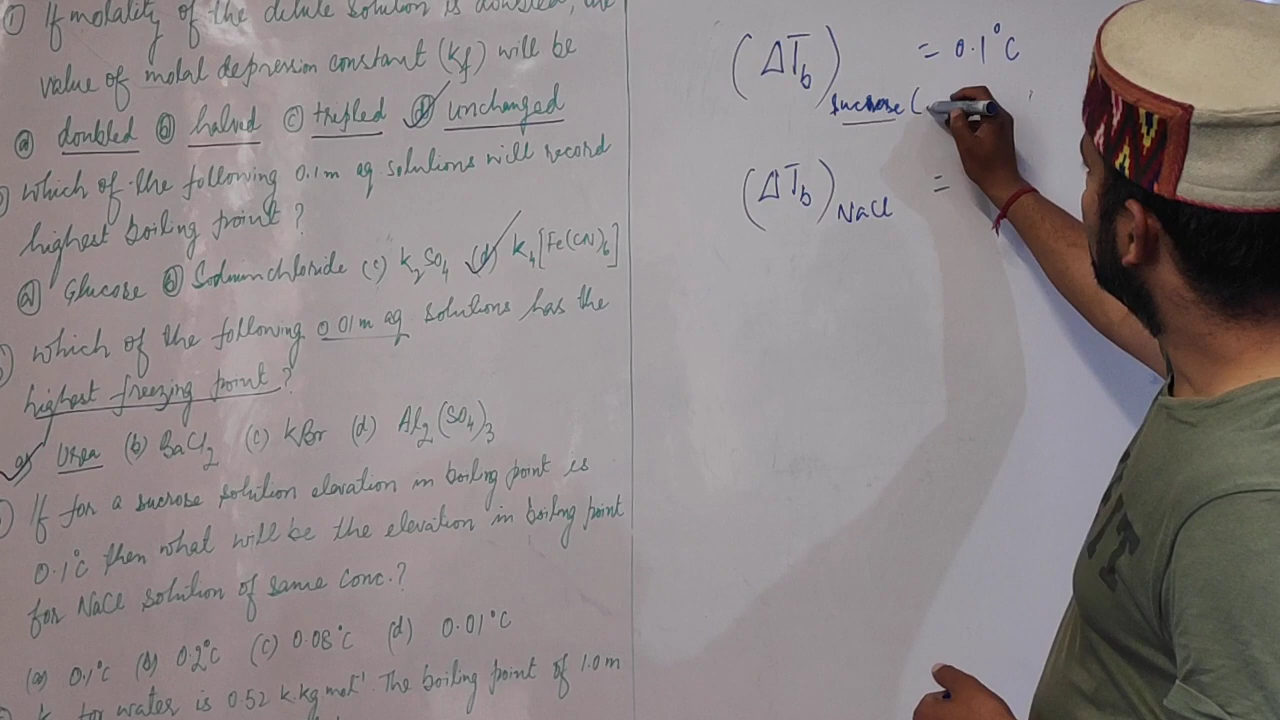 ① If molality of the dilute solution is doubled, the
value of molal depression constant (Kf) will be
ⓐ doubled ⓑ halved ⓒ tripled ⓓ unchanged
which of the following 0.1m aq solutions will record
highest boiling point?
ⓐ Glucose ⓑ Sodium chloride (c) K2SO4 (d) K4[Fe(CN)6]
which of the following 0.01m aq solutions has the
highest freezing point?
(a) Urea (b) BaCl2 (c) KBr (d) Al2(SO4)3
If for a sucrose solution elevation in boiling point is
0.1°C then what will be the elevation in boiling point
for NaCl solution of same conc.?
(a) 0.1°C (b) 0.2°C (c) 0.08°C (d) 0.01°C
for water is 0.52 K.kg mol⁻¹. The boiling point of 1.0m
(ΔTb)sucrose ( = 0.1°C
(ΔTb)NaCl =